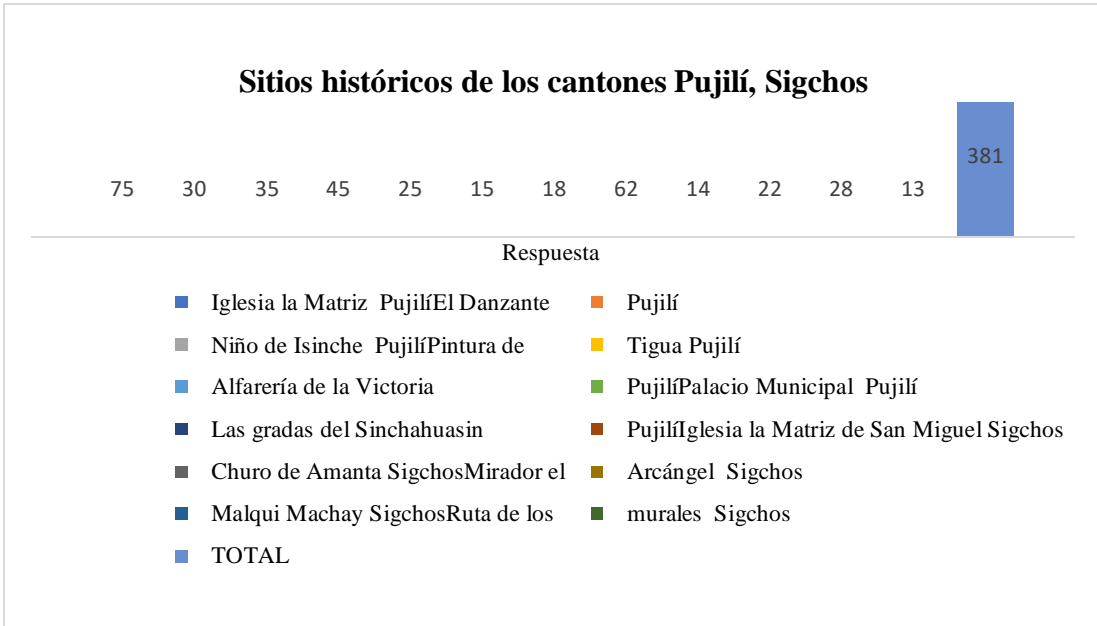 Sitios históricos de los cantones Pujilí, Sigchos
381
75 30 35 45 25 15 18 62 14 22 28 13
Respuesta
Iglesia la Matriz PujilíEl Danzante Pujilí
Niño de Isinche PujilíPintura de Tigua Pujilí
Alfarería de la Victoria PujilíPalacio Municipal Pujilí
Las gradas del Sinchahuasin PujilíIglesia la Matriz de San Miguel Sigchos
Churo de Amanta SigchosMirador el Arcángel Sigchos
Malqui Machay SigchosRuta de los murales Sigchos
TOTAL